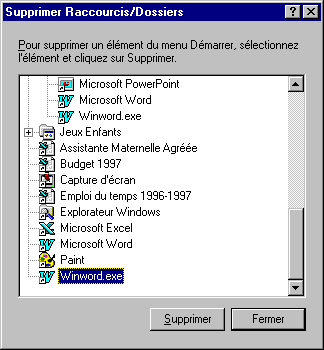 Supprimer Raccourcis/Dossiers
Pour supprimer un élément du menu Démarrer, sélectionnez
l'élément et cliquez sur Supprimer.
Microsoft PowerPoint
Microsoft Word
Winword.exe
Jeux Enfants
Assistante Maternelle Agréée
Budget 1997
Capture d'écran
Emploi du temps 1996-1997
Explorateur Windows
Microsoft Excel
Microsoft Word
Paint
Winword.exe
Supprimer
Fermer